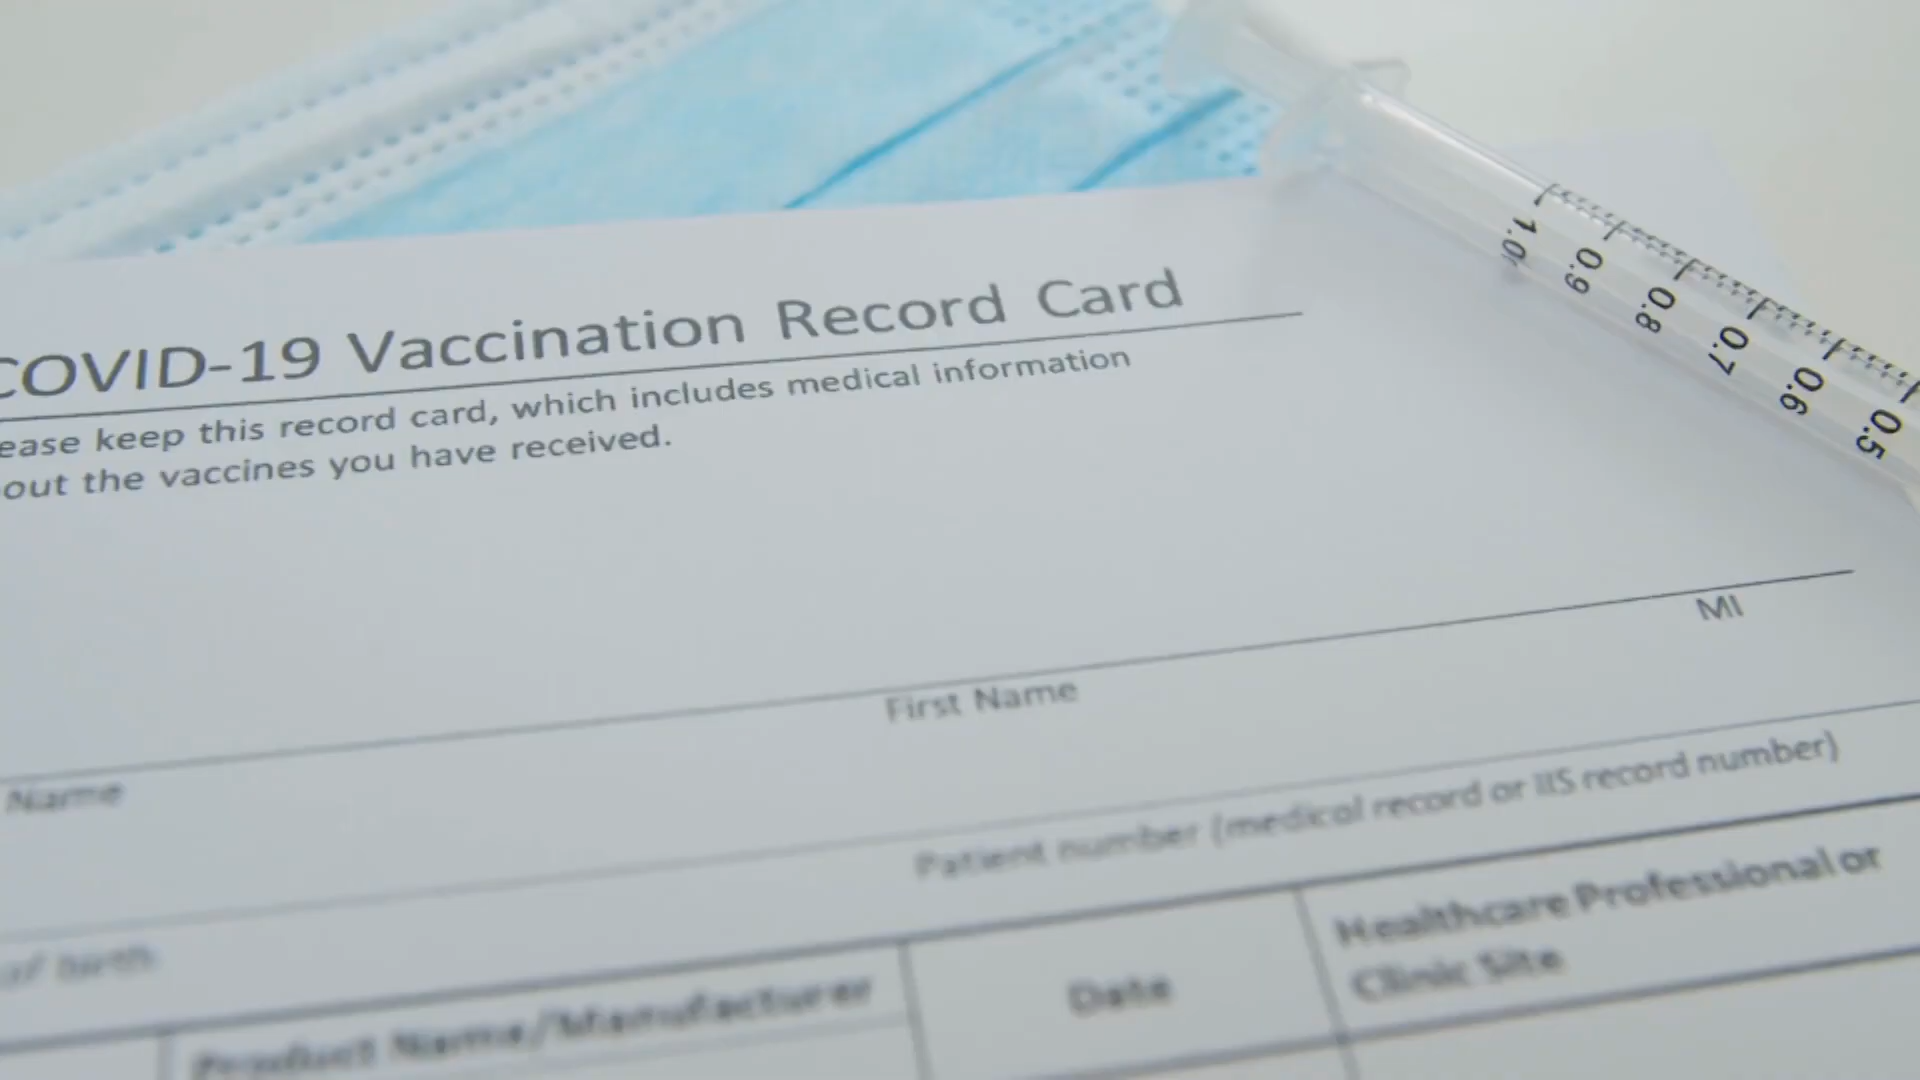 COVID-19 Vaccination Record Card
ease keep this record card, which includes medical information
out the vaccines you have received.
1.0
0.9
0.8
0.7
0.6
0.5
MI
First Name
Name
Patient number (medical record or IIS record number)
of birth
Healthcare Professional or
Clinic Site
Date
Product Name/Manufacturer